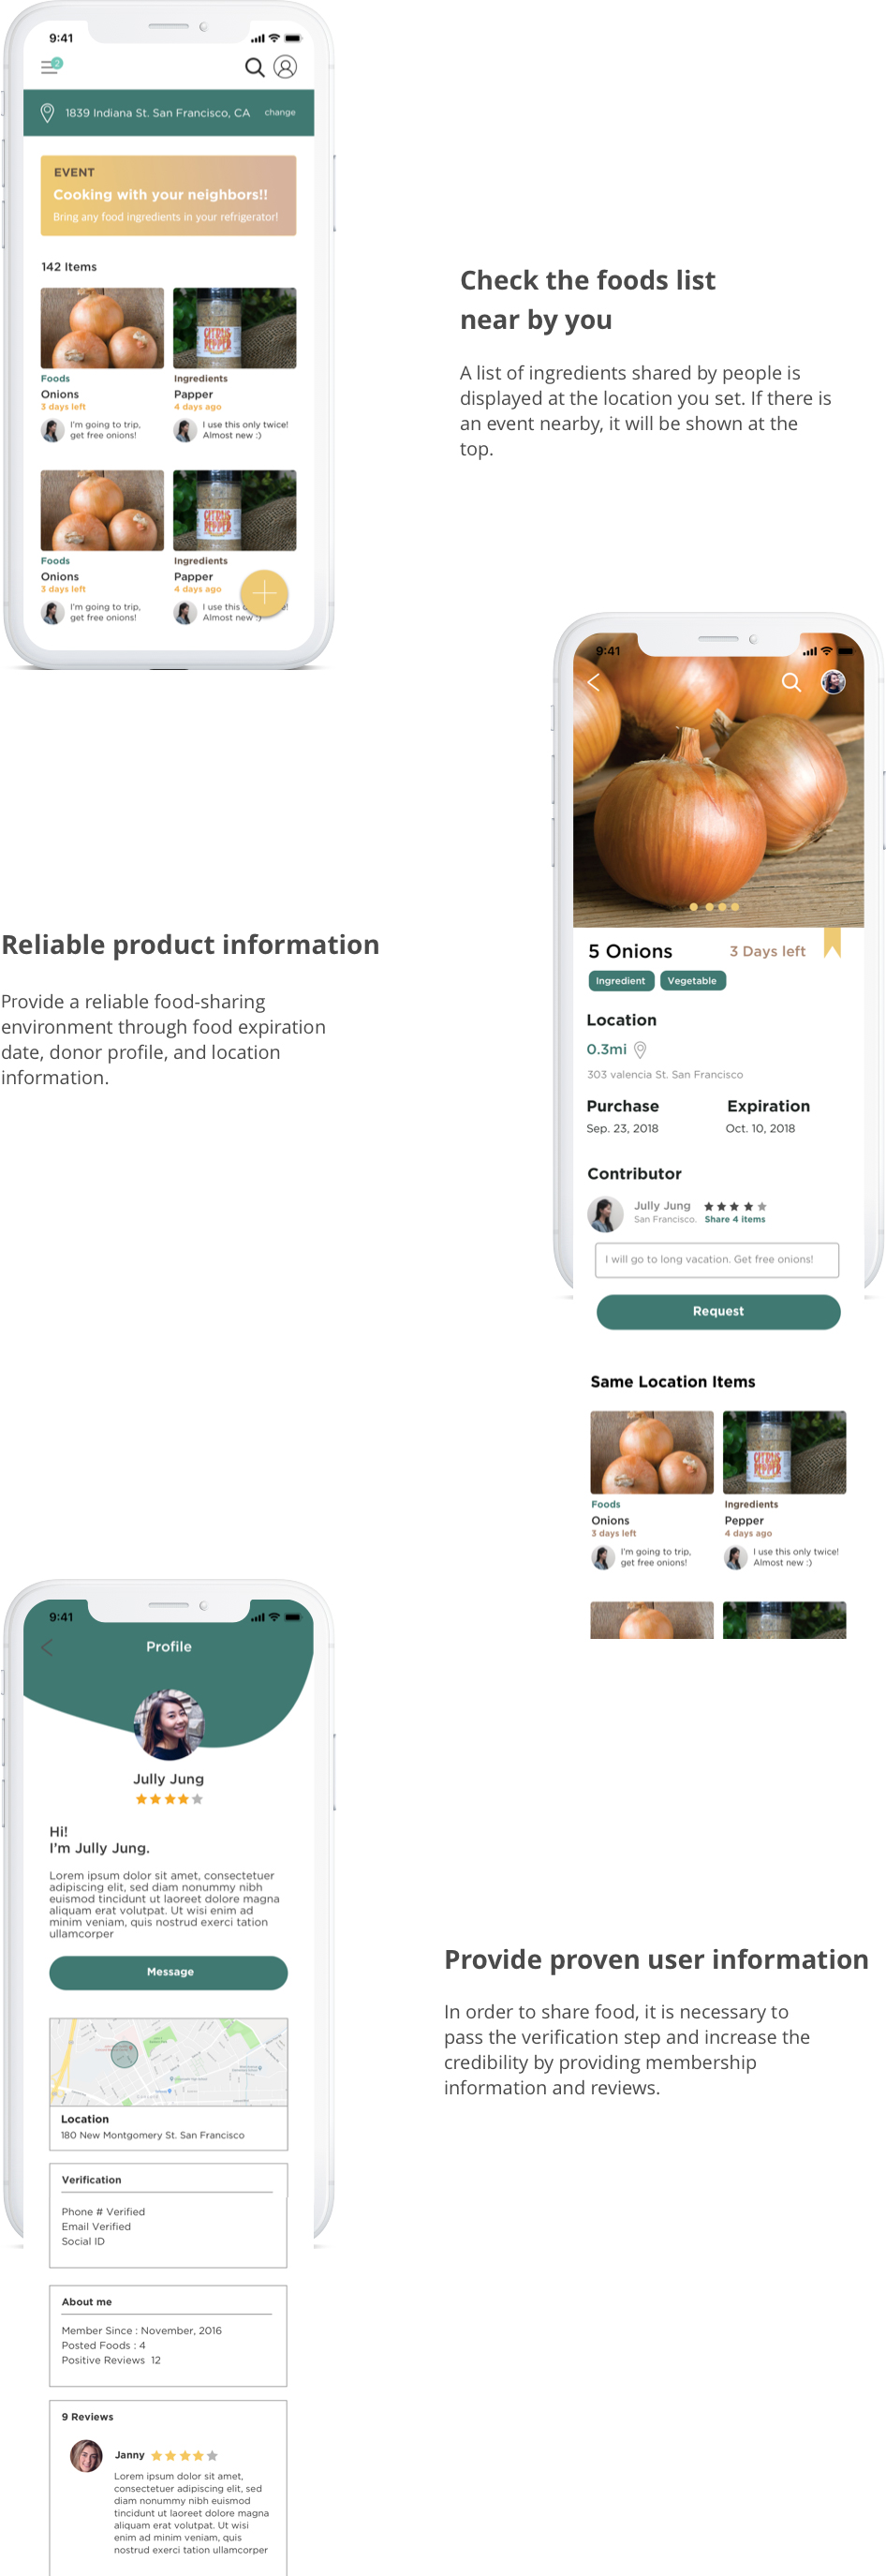 9:41
2
1839 Indiana St. San Francisco, CA change
EVENT
Cooking with your neighbors!!
Bring any food ingredients in your refrigerator!
142 Items
CITRUS
PEPPER
Foods
Onions
3 days left
I'm going to trip,
get free onions!
Ingredients
Papper
4 days ago
I use this only twice!
Almost new :)
CITRUS
PEPPER
Foods
Onions
3 days left
I'm going to trip,
get free onions!
Ingredients
Papper
4 days ago
I use this
Almost new :)
Check the foods list
near by you
A list of ingredients shared by people is
displayed at the location you set. If there is
an event nearby, it will be shown at the
top.
9:41
5 Onions
3 Days left
Ingredient Vegetable
Location
0.3mi
303 valencia St. San Francisco
Purchase Expiration
Sep. 23, 2018 Oct. 10, 2018
Contributor
Jully Jung
San Francisco. Share 4 items
I will go to long vacation. Get free onions!
Request
Same Location Items
CITRUS
PEPPER
Foods
Onions
3 days left
I'm going to trip,
get free onions!
Ingredients
Pepper
4 days ago
I use this only twice!
Almost new :)
Reliable product information
Provide a reliable food-sharing
environment through food expiration
date, donor profile, and location
information.
9:41
Profile
Jully Jung
Hi!
I'm Jully Jung.
Lorem ipsum dolor sit amet, consectetuer
adipiscing elit, sed diam nonummy nibh
euismod tincidunt ut laoreet dolore magna
aliquam erat volutpat. Ut wisi enim ad
minim veniam, quis nostrud exerci tation
ullamcorper
Message
Location
180 New Montgomery St. San Francisco
Verification
Phone # Verified
Email Verified
Social ID
About me
Member Since : November, 2016
Posted Foods : 4
Positive Reviews 12
9 Reviews
Janny
Lorem ipsum dolor sit amet,
consectetuer adipiscing elit, sed
diam nonummy nibh euismod
tincidunt ut laoreet dolore magna
aliquam erat volutpat. Ut wisi
enim ad minim veniam, quis
nostrud exerci tation ullamcorper
Provide proven user information
In order to share food, it is necessary to
pass the verification step and increase the
credibility by providing membership
information and reviews.